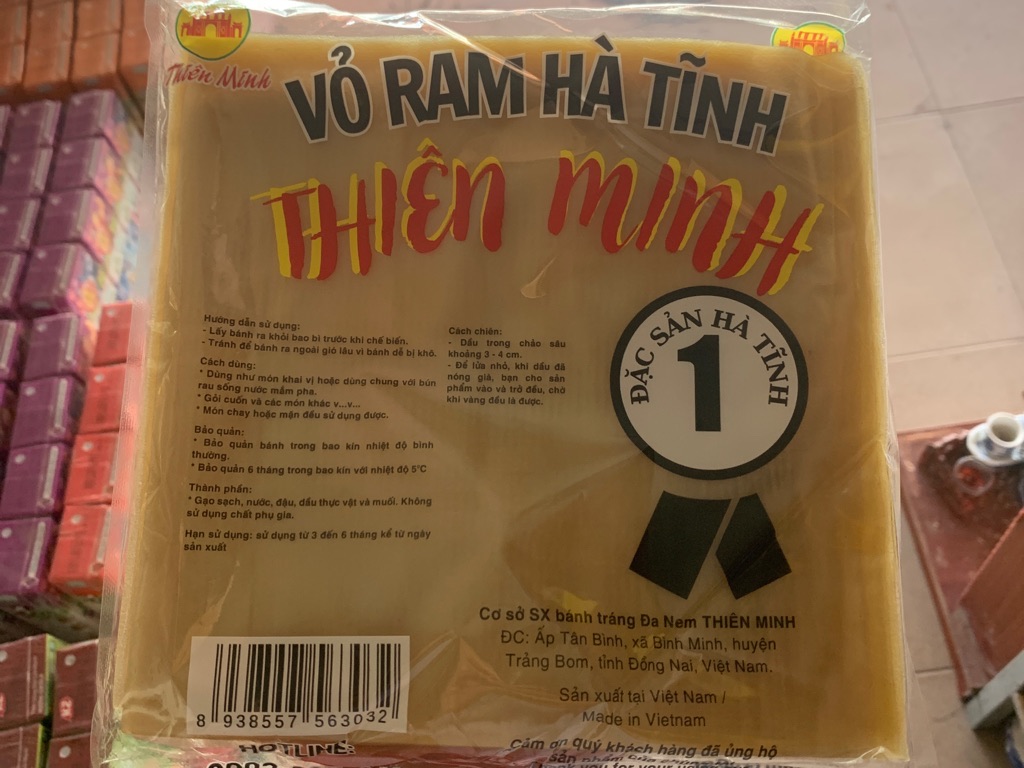 Thiên Minh
VỎ RAM HÀ TĨNH
THIÊN MINH
Hướng dẫn sử dụng:
- Lấy bánh ra khỏi bao bì trước khi chế biến.
- Tránh để bánh ra ngoài gió lâu vì bánh dễ bị khô.
Cách dùng:
* Dùng như món khai vị hoặc dùng chung với bún
rau sống nước mắm pha.
* Gỏi cuốn và các món khác v...v...
* Món chay hoặc mặn đều sử dụng được.
Bảo quản:
* Bảo quản bánh trong bao kín nhiệt độ bình
thường.
* Bảo quản 6 tháng trong bao kín với nhiệt độ 5°C
Thành phần:
* Gạo sạch, nước, đậu, dầu thực vật và muối. Không
sử dụng chất phụ gia.
Hạn sử dụng: sử dụng từ 3 đến 6 tháng kể từ ngày
sản xuất
Cách chiên:
- Dầu trong chảo sâu
khoảng 3 - 4 cm.
- Để lửa nhỏ, khi dầu đã
nóng giả, bạn cho sản
phẩm vào và trở đều, chờ
khi vàng đều là được.
ĐẶC SẢN HÀ TĨNH
1
Cơ sở SX bánh tráng Đa Nem THIÊN MINH
ĐC: Ấp Tân Bình, xã Bình Minh, huyện
Trảng Bom, tỉnh Đồng Nai, Việt Nam.
Sản xuất tại Việt Nam /
Made in Vietnam
8 938557 563032
HOTLINE:
Cảm ơn quý khách hàng đã ủng hộ